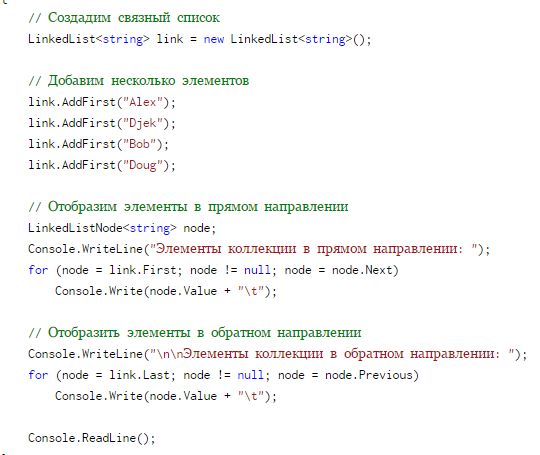 // Создадим связный список
LinkedList<string> link = new LinkedList<string>();
// Добавим несколько элементов
link.AddFirst("Alex");
link.AddFirst("Djek");
link.AddFirst("Bob");
link.AddFirst("Doug");
// Отобразим элементы в прямом направлении
LinkedListNode<string> node;
Console.WriteLine("Элементы коллекции в прямом направлении: ");
for (node = link.First; node != null; node = node.Next)
Console.Write(node.Value + "\t");
// Отобразить элементы в обратном направлении
Console.WriteLine("\n\nЭлементы коллекции в обратном направлении: ");
for (node = link.Last; node != null; node = node.Previous)
Console.Write(node.Value + "\t");
Console.ReadLine();